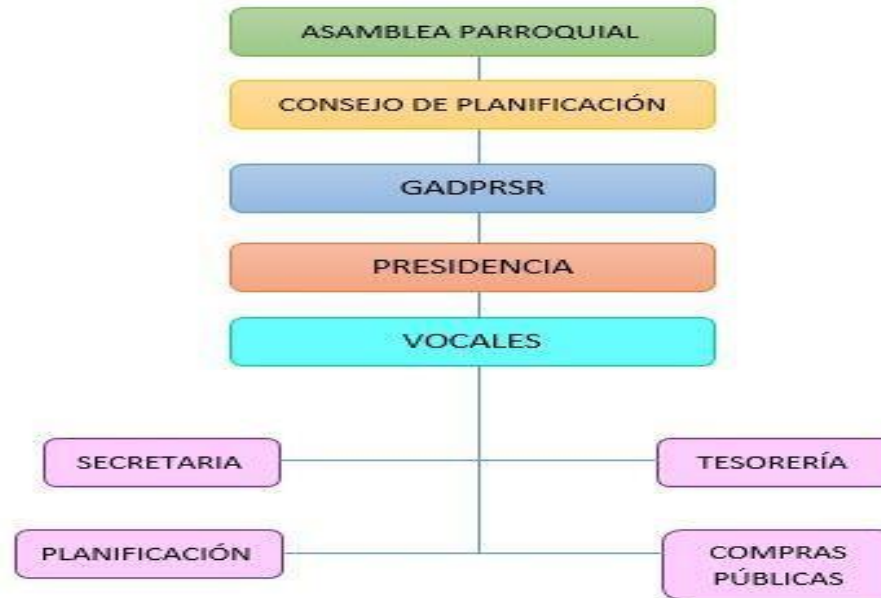 ASAMBLEA PARROQUIAL
CONSEJO DE PLANIFICACIÓN
GADPRSR
PRESIDENCIA
VOCALES
SECRETARIA
TESORERÍA
PLANIFICACIÓN
COMPRAS
PÚBLICAS